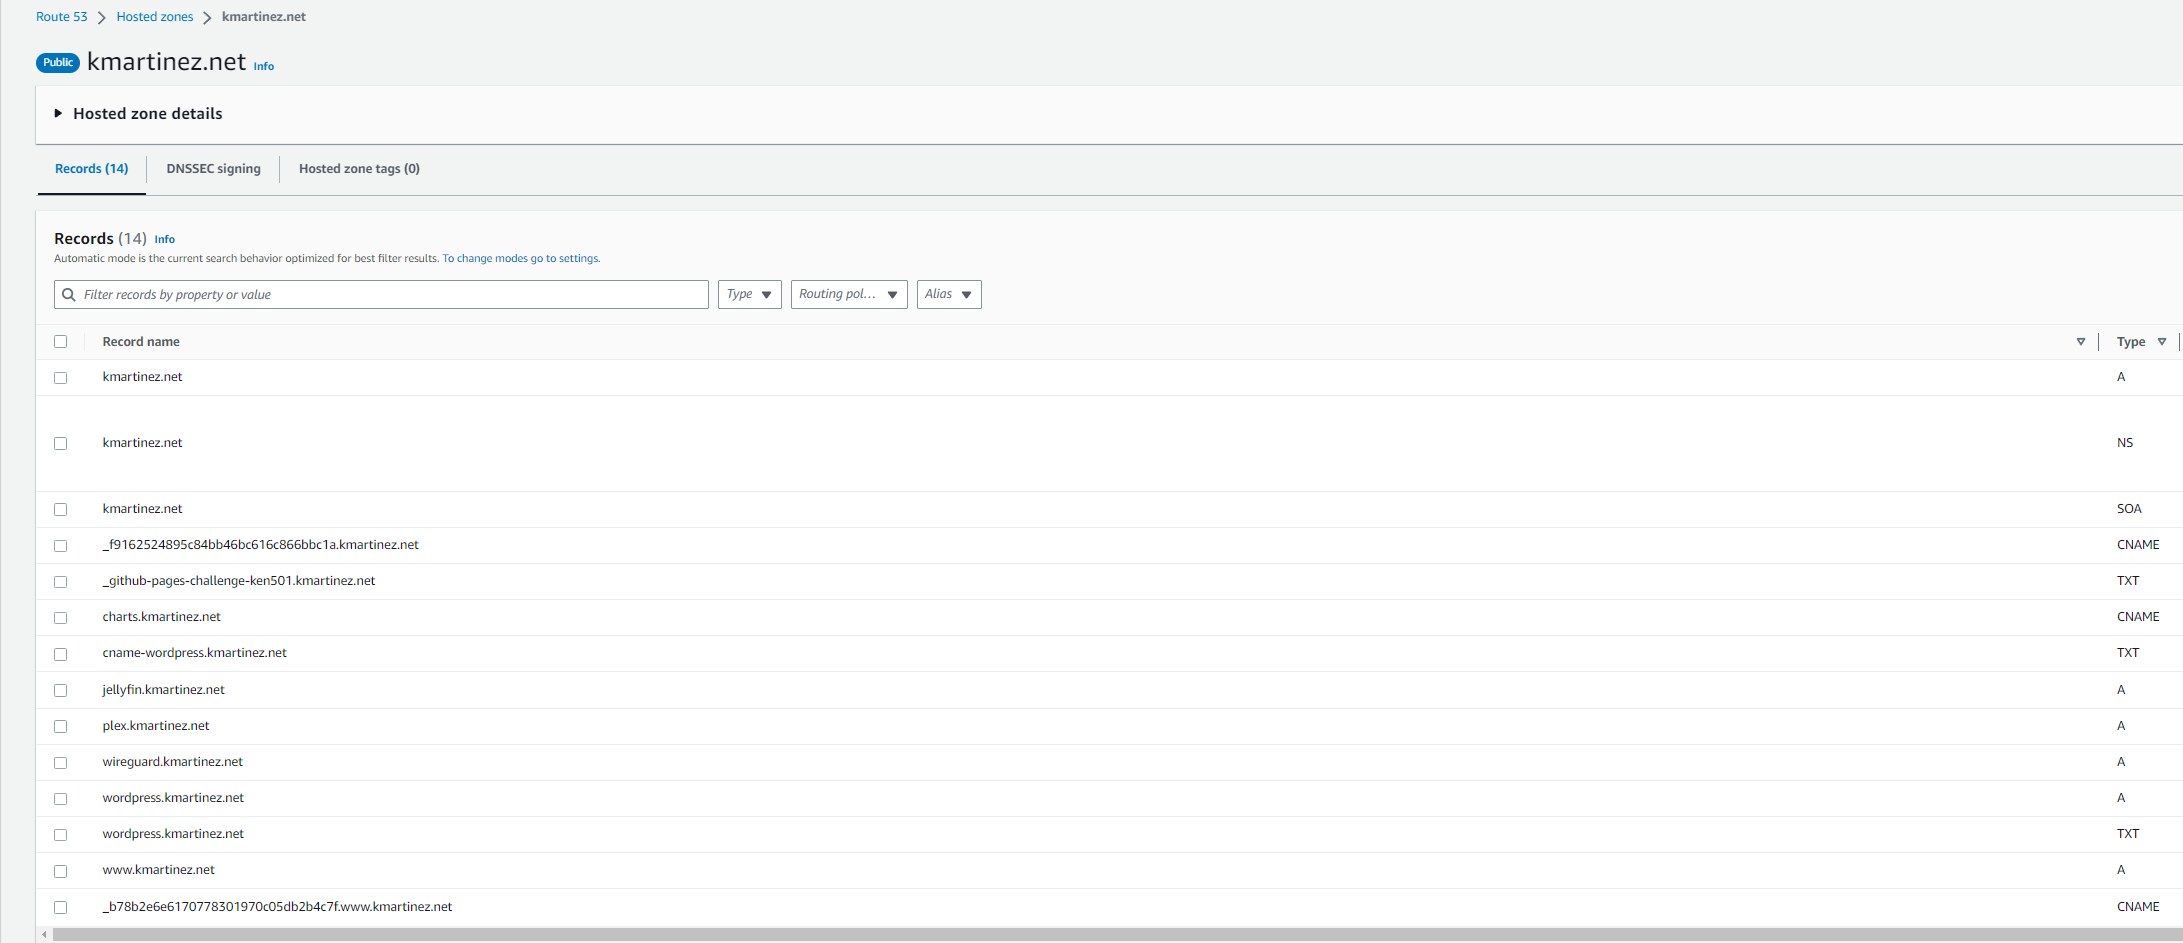 Route 53 > Hosted zones > kmartinez.net
Public kmartinez.net Info
Hosted zone details
Records (14) DNSSEC signing Hosted zone tags (0)
Records (14) Info
Automatic mode is the current search behavior optimized for best filter results. To change modes go to settings.
Filter records by property or value Type Routing pol... Alias
Record name Type
kmartinez.net A
kmartinez.net NS
kmartinez.net SOA
_f9162524895c84bb46bc616c866bbc1a.kmartinez.net CNAME
_github-pages-challenge-ken501.kmartinez.net TXT
charts.kmartinez.net CNAME
cname-wordpress.kmartinez.net TXT
jellyfin.kmartinez.net A
plex.kmartinez.net A
wireguard.kmartinez.net A
wordpress.kmartinez.net A
wordpress.kmartinez.net TXT
www.kmartinez.net A
_b78b2e6e6170778301970c05db2b4c7f.www.kmartinez.net CNAME